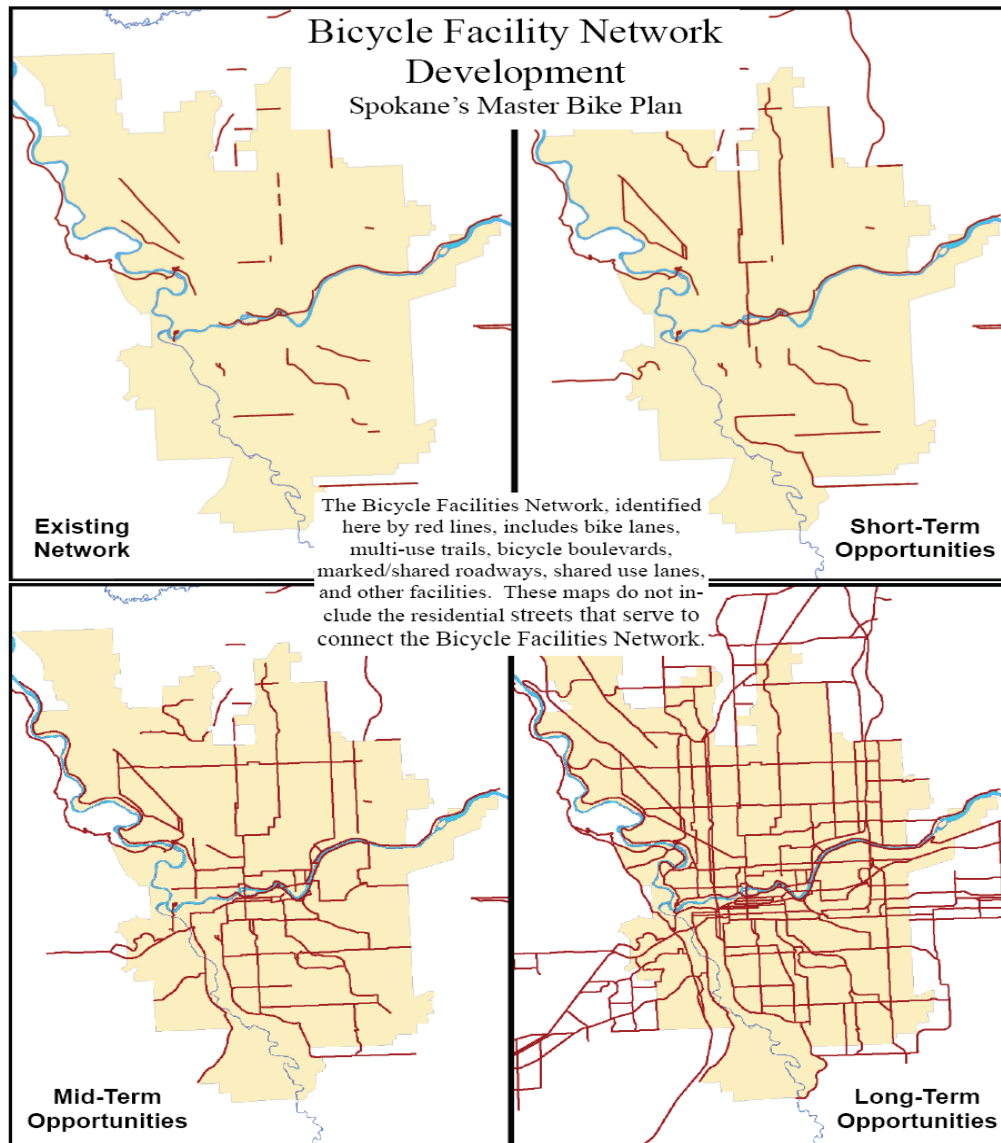 Bicycle Facility Network
Development
Spokane's Master Bike Plan
Existing
Network
Short-Term
Opportunities
The Bicycle Facilities Network, identified
here by red lines, includes bike lanes,
multi-use trails, bicycle boulevards,
marked/shared roadways, shared use lanes,
and other facilities. These maps do not in-
clude the residential streets that serve to
connect the Bicycle Facilities Network.
Mid-Term
Opportunities
Long-Term
Opportunities